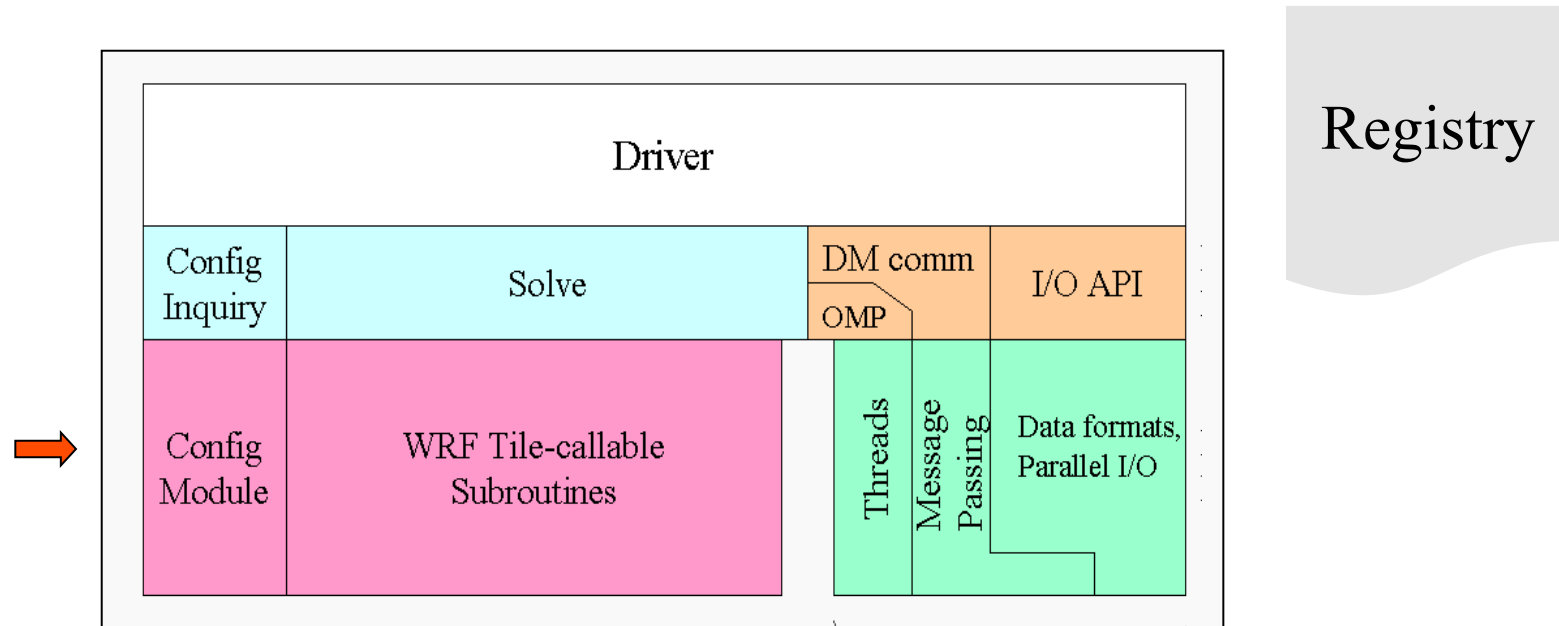 Registry
Driver
Config
Inquiry
Solve
DM comm
OMP
I/O API
Config
Module
WRF Tile-callable
Subroutines
Threads
Message
Passing
Data formats,
Parallel I/O